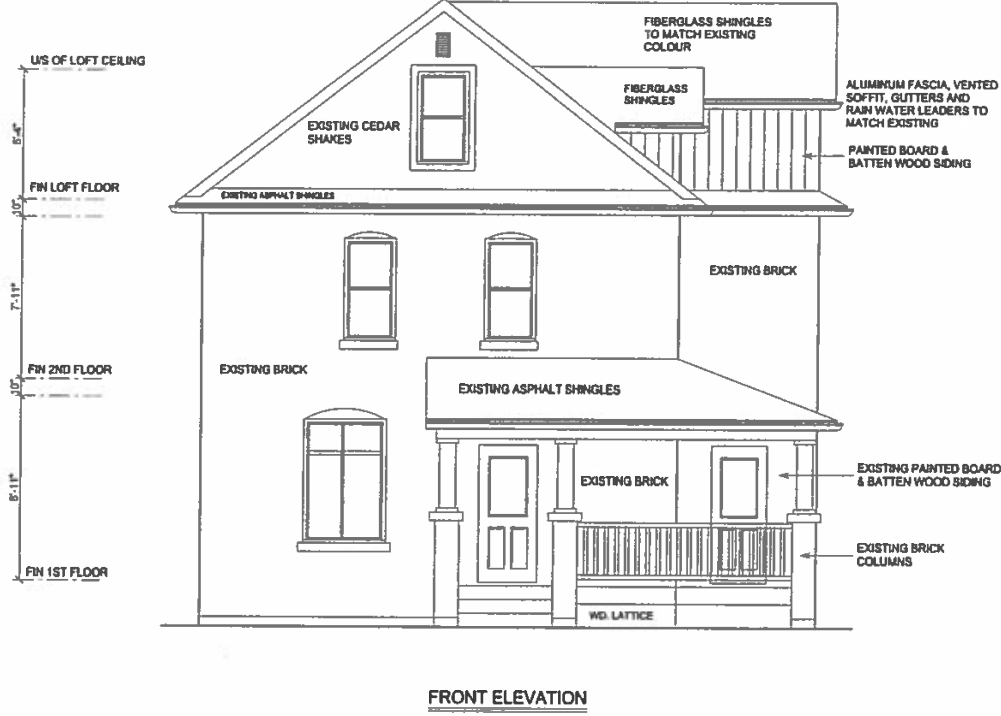 FIBERGLASS SHINGLES
TO MATCH EXISTING
COLOUR
U/S OF LOFT CEILING
FIBERGLASS
SHINGLES
ALUMINUM FASCIA, VENTED
SOFFIT, GUTTERS AND
RAIN WATER LEADERS TO
MATCH EXISTING
EXISTING CEDAR
SHAKES
PAINTED BOARD &
BATTEN WOOD SIDING
FIN LOFT FLOOR
EXISTING ASPHALT SHINGLES
10"
EXISTING BRICK
7'-11"
FIN 2ND FLOOR
EXISTING BRICK
10"
EXISTING ASPHALT SHINGLES
EXISTING PAINTED BOARD
& BATTEN WOOD SIDING
EXISTING BRICK
EXISTING BRICK
COLUMNS
FIN 1ST FLOOR
WD. LATTICE
FRONT ELEVATION